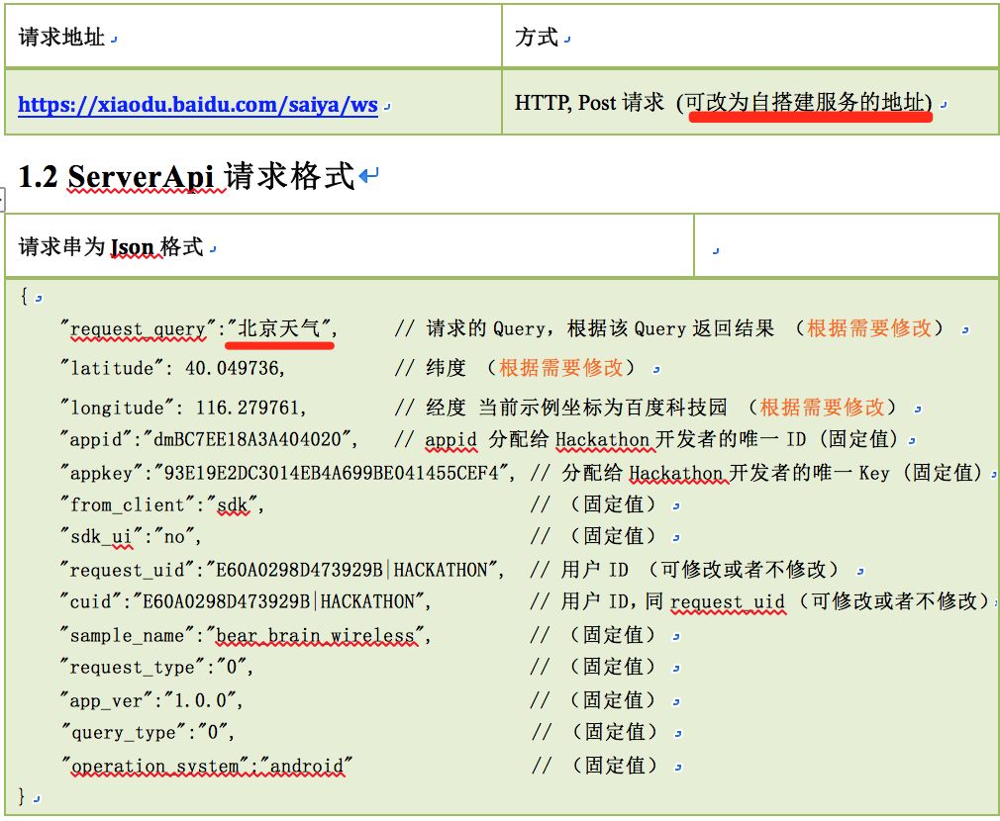 请求地址 方式
https://xiaodu.baidu.com/saiya/ws HTTP, Post 请求 (可改为自搭建服务的地址)
1.2 ServerApi 请求格式
请求串为 Json 格式
{
"request_query":"北京天气", // 请求的 Query，根据该 Query 返回结果 （根据需要修改）
"latitude": 40.049736, // 纬度 （根据需要修改）
"longitude": 116.279761, // 经度 当前示例坐标为百度科技园 （根据需要修改）
"appid":"dmBC7EE18A3A404020", // appid 分配给 Hackathon 开发者的唯一 ID (固定值)
"appkey":"93E19E2DC3014EB4A699BE041455CEF4", // 分配给 Hackathon 开发者的唯一 Key (固定值)
"from_client":"sdk", // （固定值）
"sdk_ui":"no", // （固定值）
"request_uid":"E60A0298D473929B|HACKATHON", // 用户 ID （可修改或者不修改）
"cuid":"E60A0298D473929B|HACKATHON", // 用户 ID，同 request_uid （可修改或者不修改）
"sample_name":"bear_brain_wireless", // （固定值）
"request_type":"0", // （固定值）
"app_ver":"1.0.0", // （固定值）
"query_type":"0", // （固定值）
"operation_system":"android" // （固定值）
}